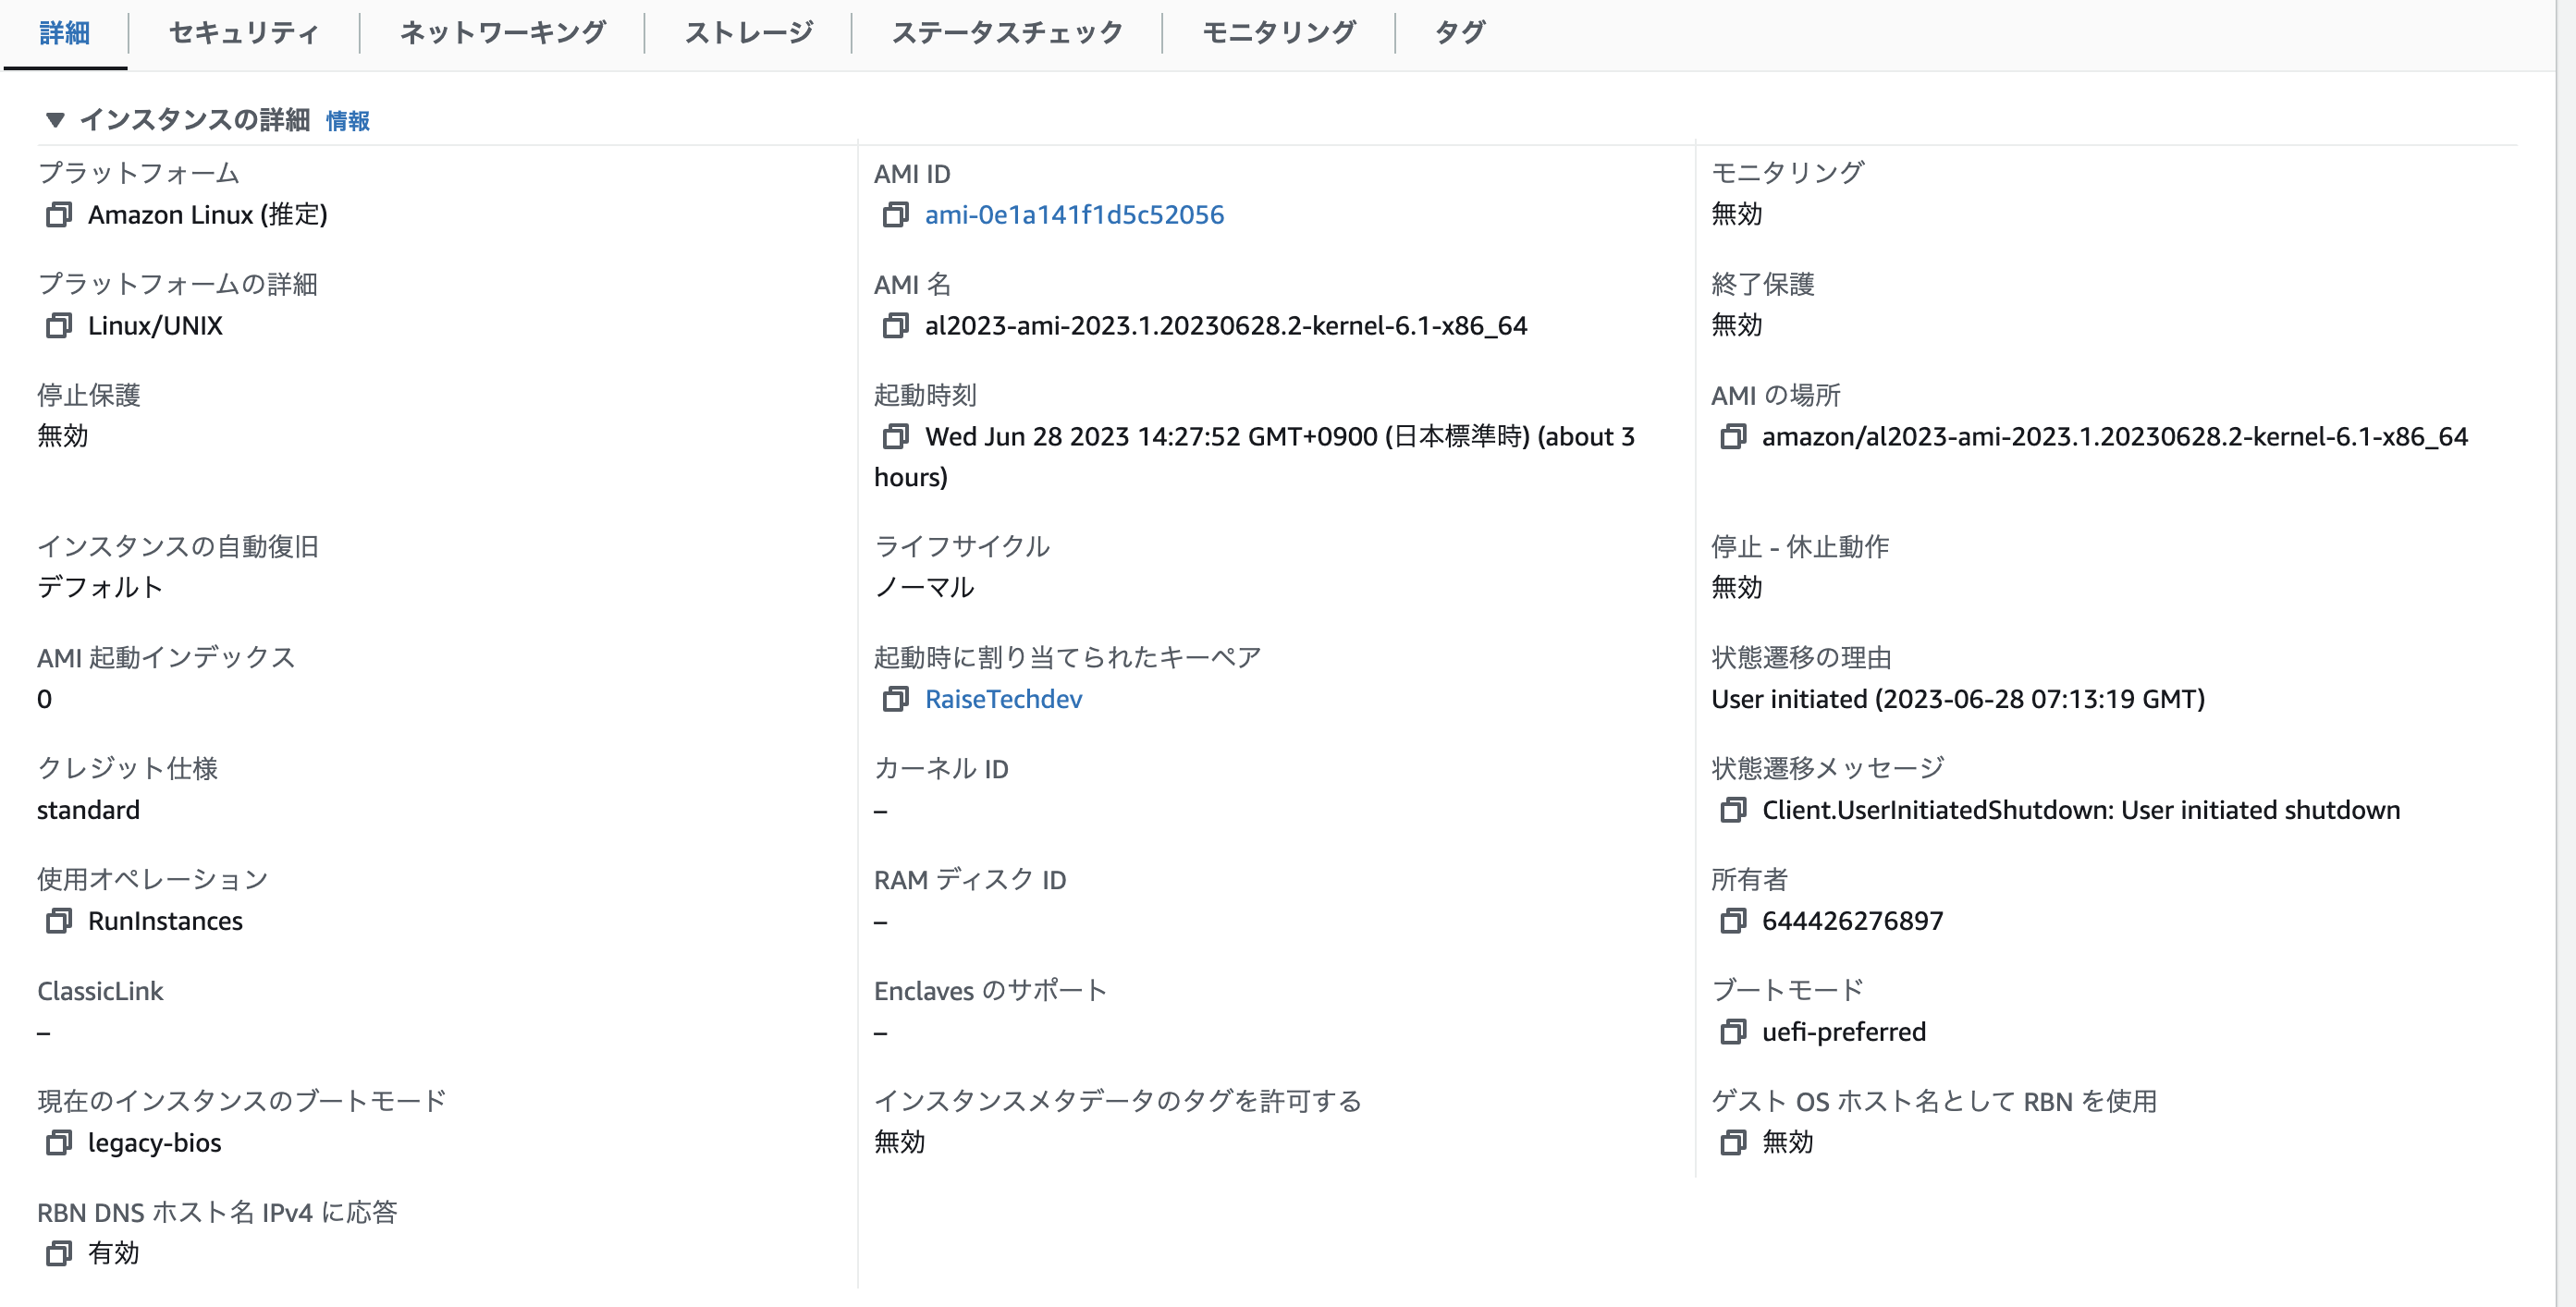 詳細
セキュリティ
ネットワーキング
ストレージ
ステータスチェック
モニタリング
タグ
▼ インスタンスの詳細 情報
プラットフォーム
Amazon Linux (推定)
AMI ID
ami-0e1a141f1d5c52056
モニタリング
無効
プラットフォームの詳細
Linux/UNIX
AMI 名
al2023-ami-2023.1.20230628.2-kernel-6.1-x86_64
終了保護
無効
停止保護
無効
起動時刻
Wed Jun 28 2023 14:27:52 GMT+0900 (日本標準時) (about 3
hours)
AMI の場所
amazon/al2023-ami-2023.1.20230628.2-kernel-6.1-x86_64
インスタンスの自動復旧
デフォルト
ライフサイクル
ノーマル
停止 - 休止動作
無効
AMI 起動インデックス
0
起動時に割り当てられたキーペア
RaiseTechdev
状態遷移の理由
User initiated (2023-06-28 07:13:19 GMT)
クレジット仕様
standard
カーネル ID
–
状態遷移メッセージ
Client.UserInitiatedShutdown: User initiated shutdown
使用オペレーション
RunInstances
RAM ディスク ID
–
所有者
644426276897
ClassicLink
–
Enclaves のサポート
–
ブートモード
uefi-preferred
現在のインスタンスのブートモード
legacy-bios
インスタンスメタデータのタグを許可する
無効
ゲスト OS ホスト名として RBN を使用
無効
RBN DNS ホスト名 IPv4 に応答
有効